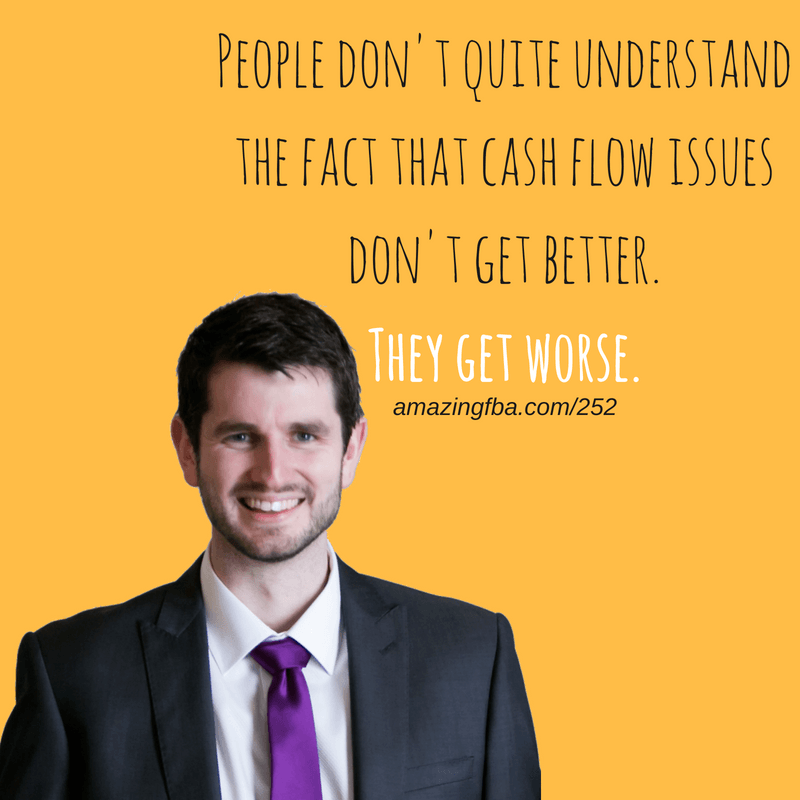 People don't quite understand
the fact that cash flow issues
don't get better.
They get worse.
amazingfba.com/252